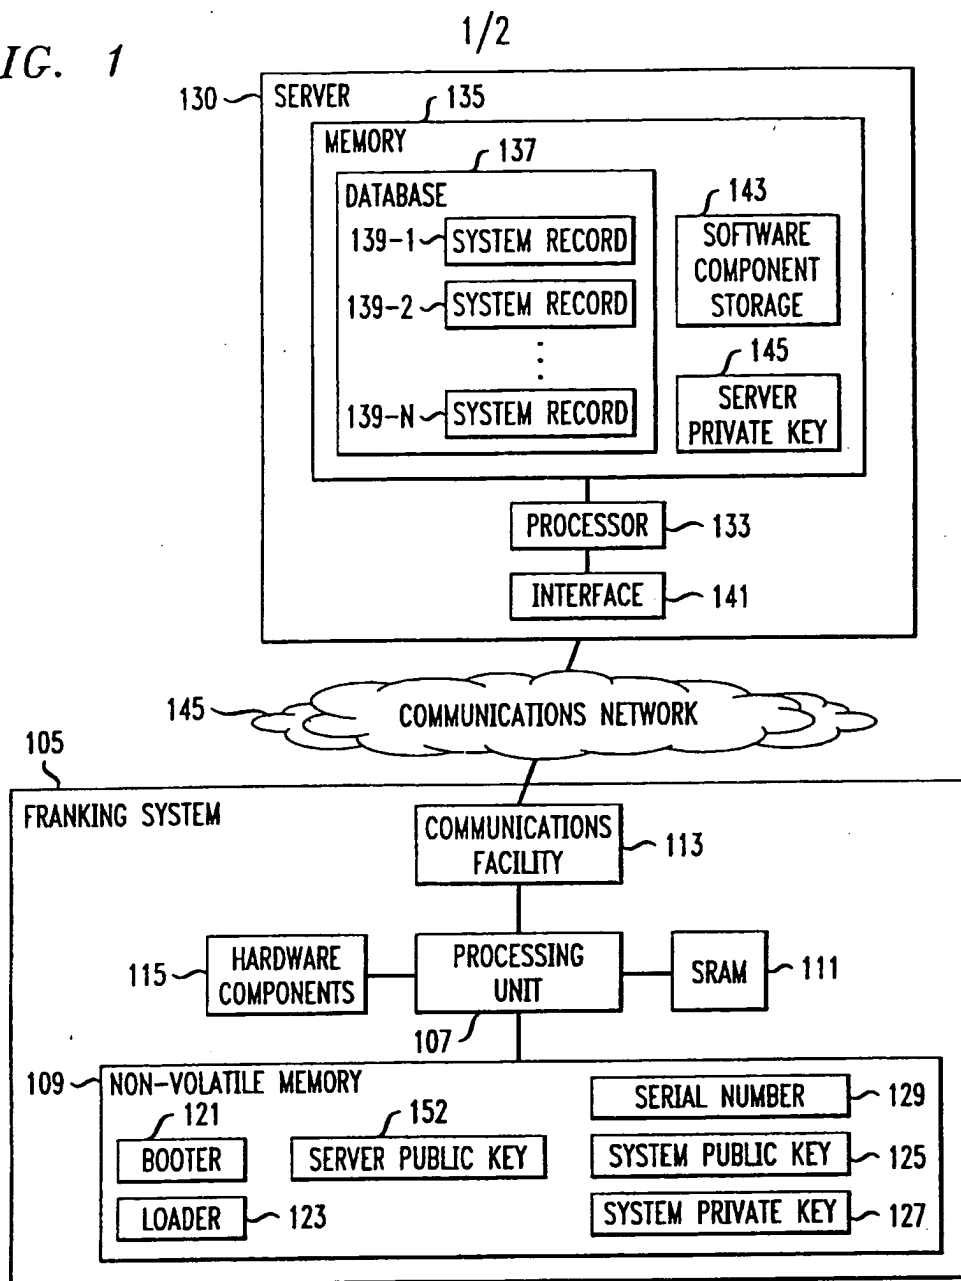 1/2
IG. 1
130 SERVER
135
MEMORY
137
DATABASE
139-1 SYSTEM RECORD
139-2 SYSTEM RECORD
139-N SYSTEM RECORD
143
SOFTWARE
COMPONENT
STORAGE
145
SERVER
PRIVATE KEY
PROCESSOR 133
INTERFACE 141
145 COMMUNICATIONS NETWORK
105
FRANKING SYSTEM
COMMUNICATIONS
FACILITY
113
115 HARDWARE
COMPONENTS
PROCESSING
UNIT
107
SRAM 111
109 NON-VOLATILE MEMORY
121
BOOTER
LOADER 123
152
SERVER PUBLIC KEY
SERIAL NUMBER 129
SYSTEM PUBLIC KEY 125
SYSTEM PRIVATE KEY 127